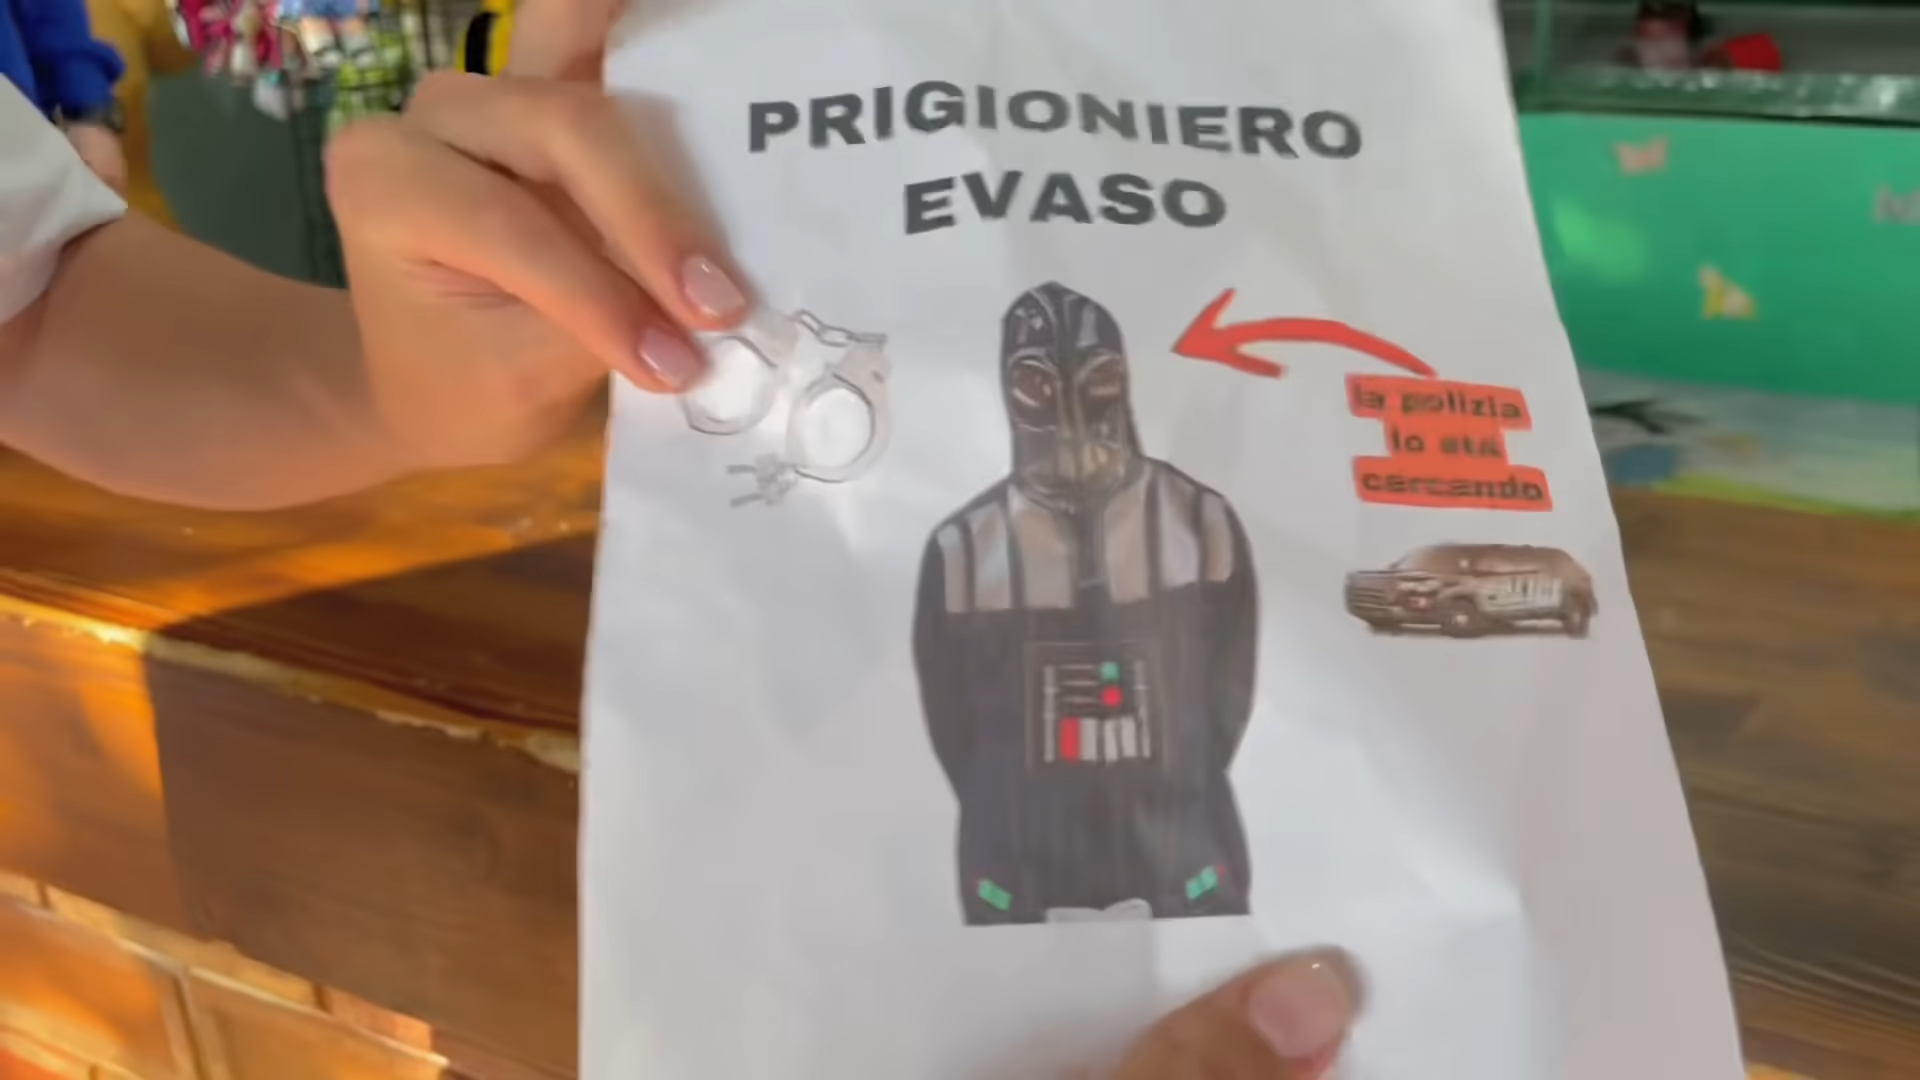 PRIGIONIERO
EVASO
la polizia
lo sta
cercando